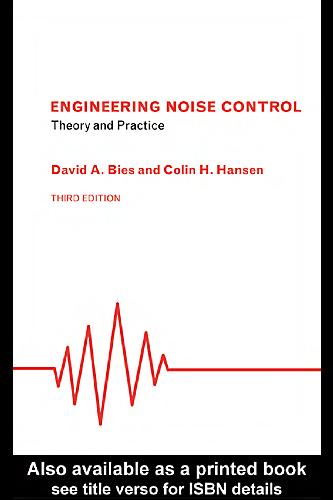 ENGINEERING NOISE CONTROL
Theory and Practice
David A. Bies and Colin H. Hansen
THIRD EDITION
Also available as a printed book
see title verso for ISBN details